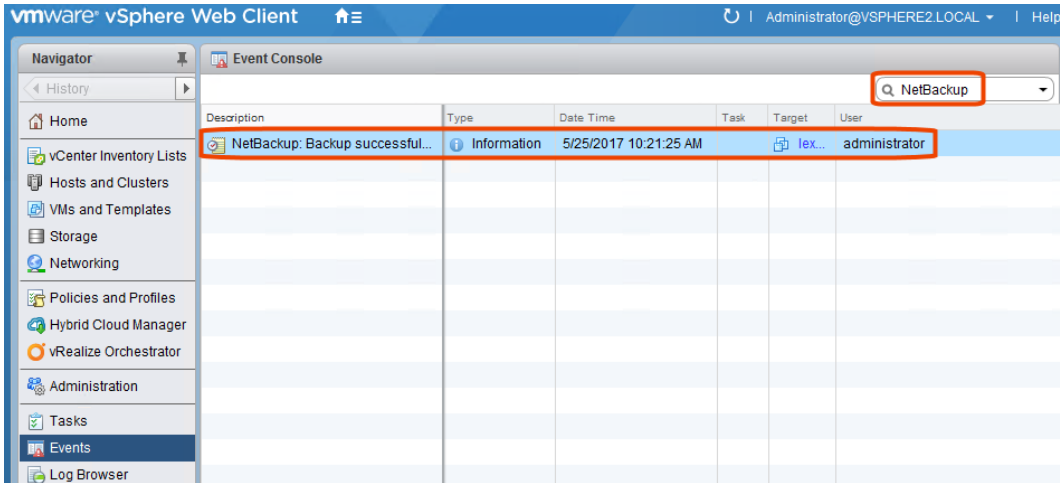 vmware® vSphere Web Client
Administrator@VSPHERE2.LOCAL
Help
Navigator
History
Home
vCenter Inventory Lists
Hosts and Clusters
VMs and Templates
Storage
Networking
Policies and Profiles
Hybrid Cloud Manager
vRealize Orchestrator
Administration
Tasks
Events
Log Browser
Event Console
NetBackup
Description Type Date Time Task Target User
NetBackup: Backup successful... Information 5/25/2017 10:21:25 AM lex... administrator